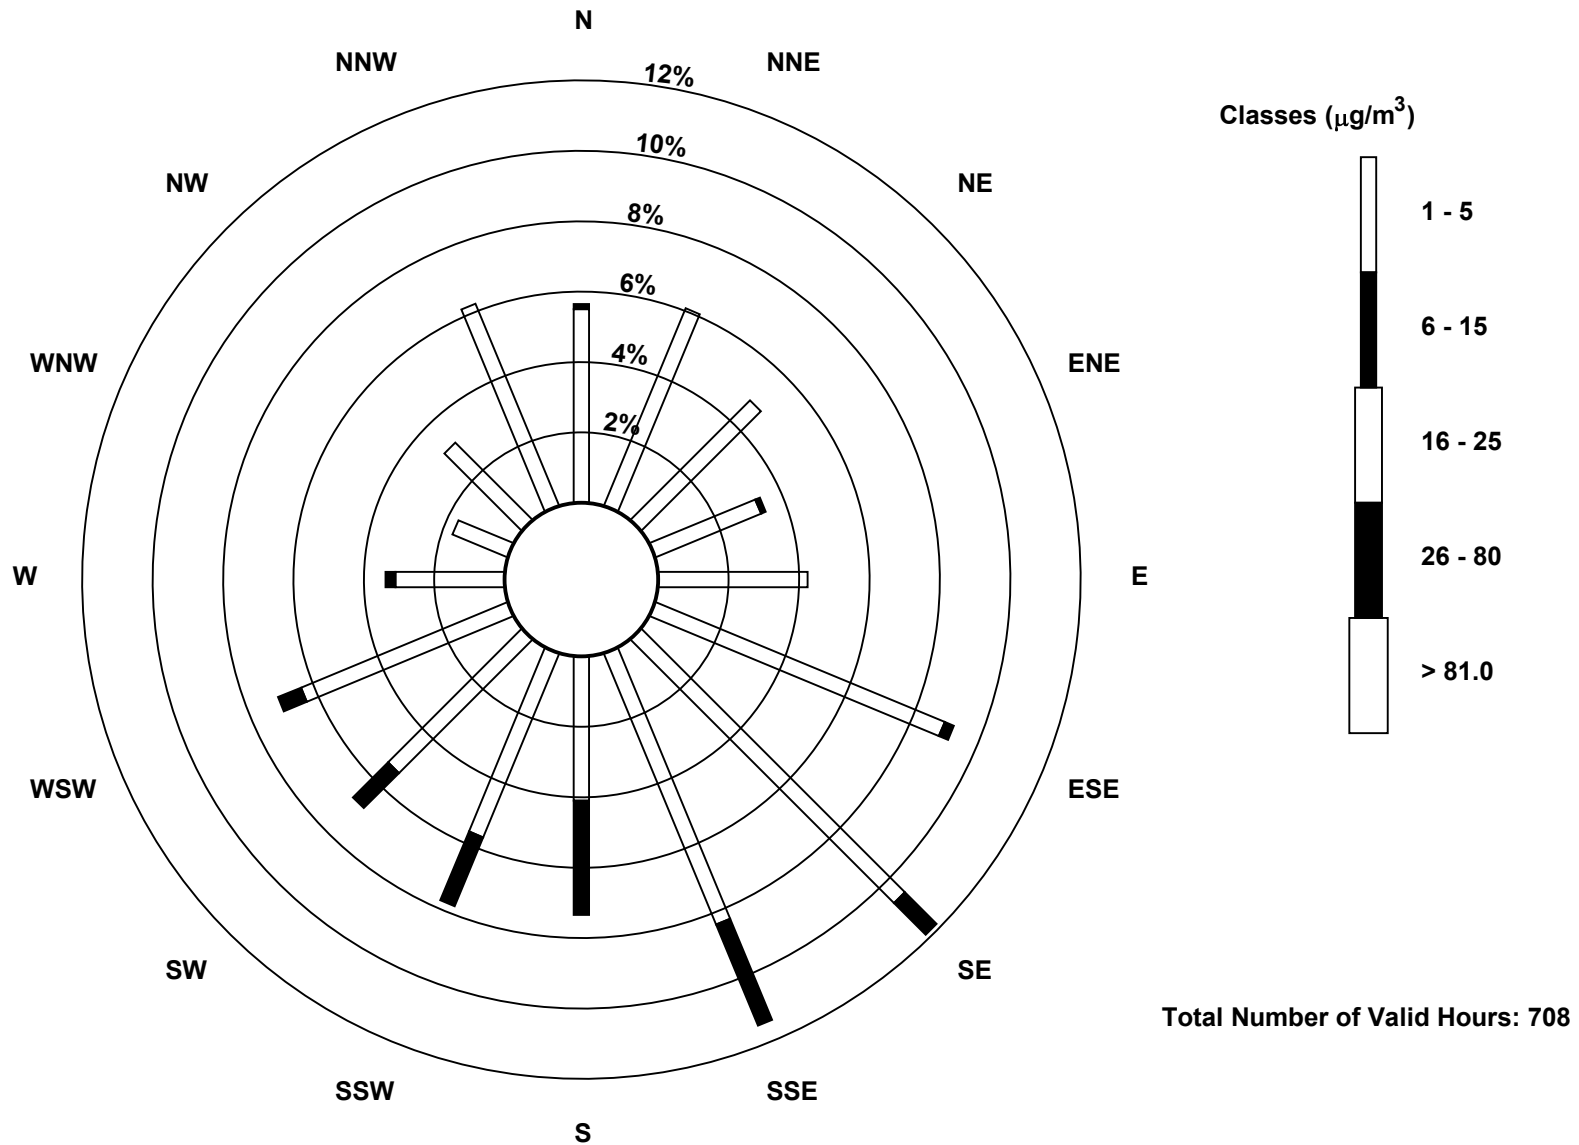 N
NNW
NNE
12%
Classes (μg/m³)
10%
NW
NE
1 - 5
8%
6%
6 - 15
4%
WNW
ENE
2%
16 - 25
26 - 80
W
E
> 81.0
WSW
ESE
SW
SE
Total Number of Valid Hours: 708
SSW
SSE
S